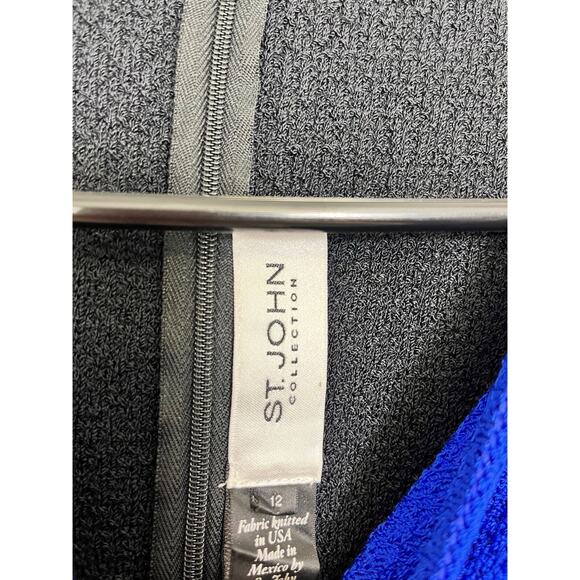 ST. JOHN
COLLECTION
12
Fabric knitted
in USA
Made in
Mexico by